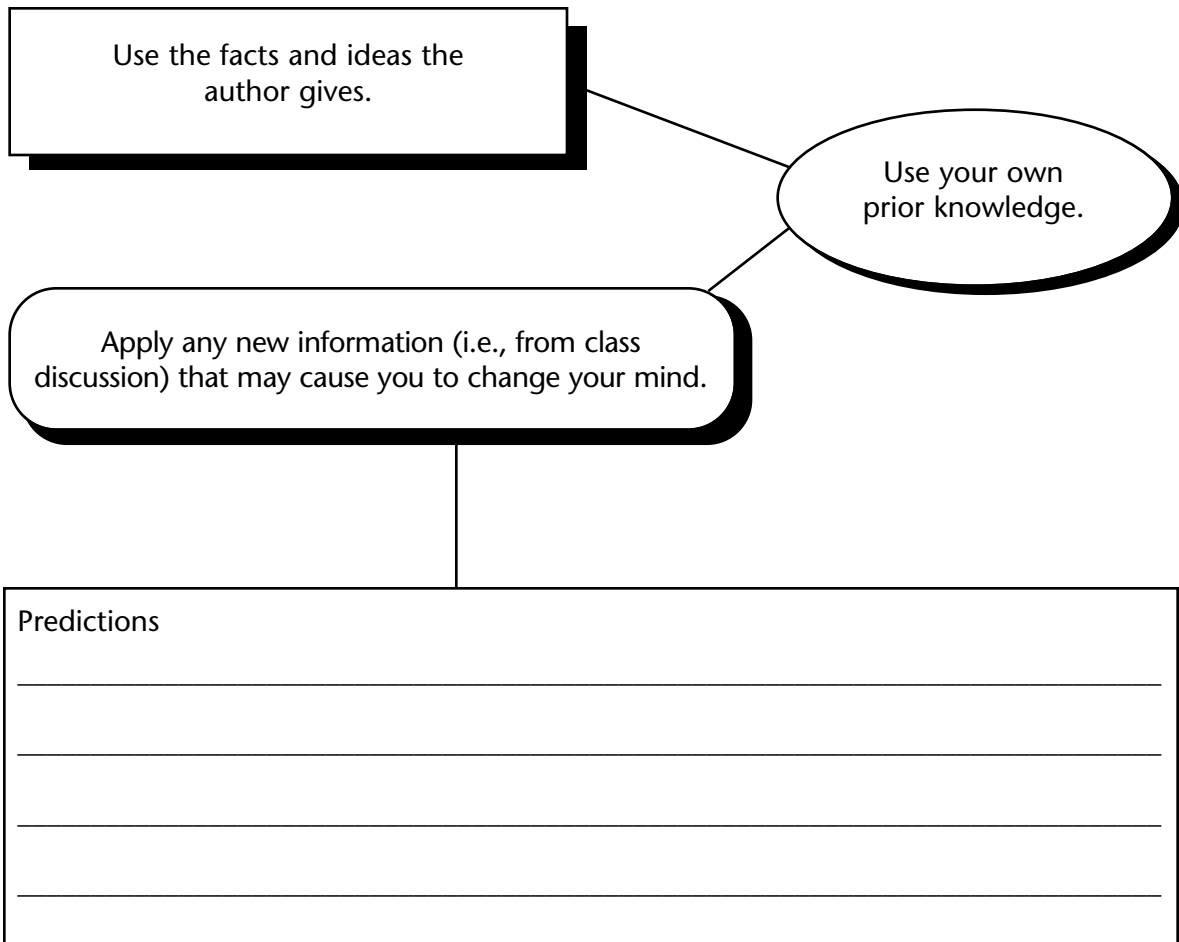 Use the facts and ideas the
author gives.
Use your own
prior knowledge.
Apply any new information (i.e., from class
discussion) that may cause you to change your mind.
Predictions